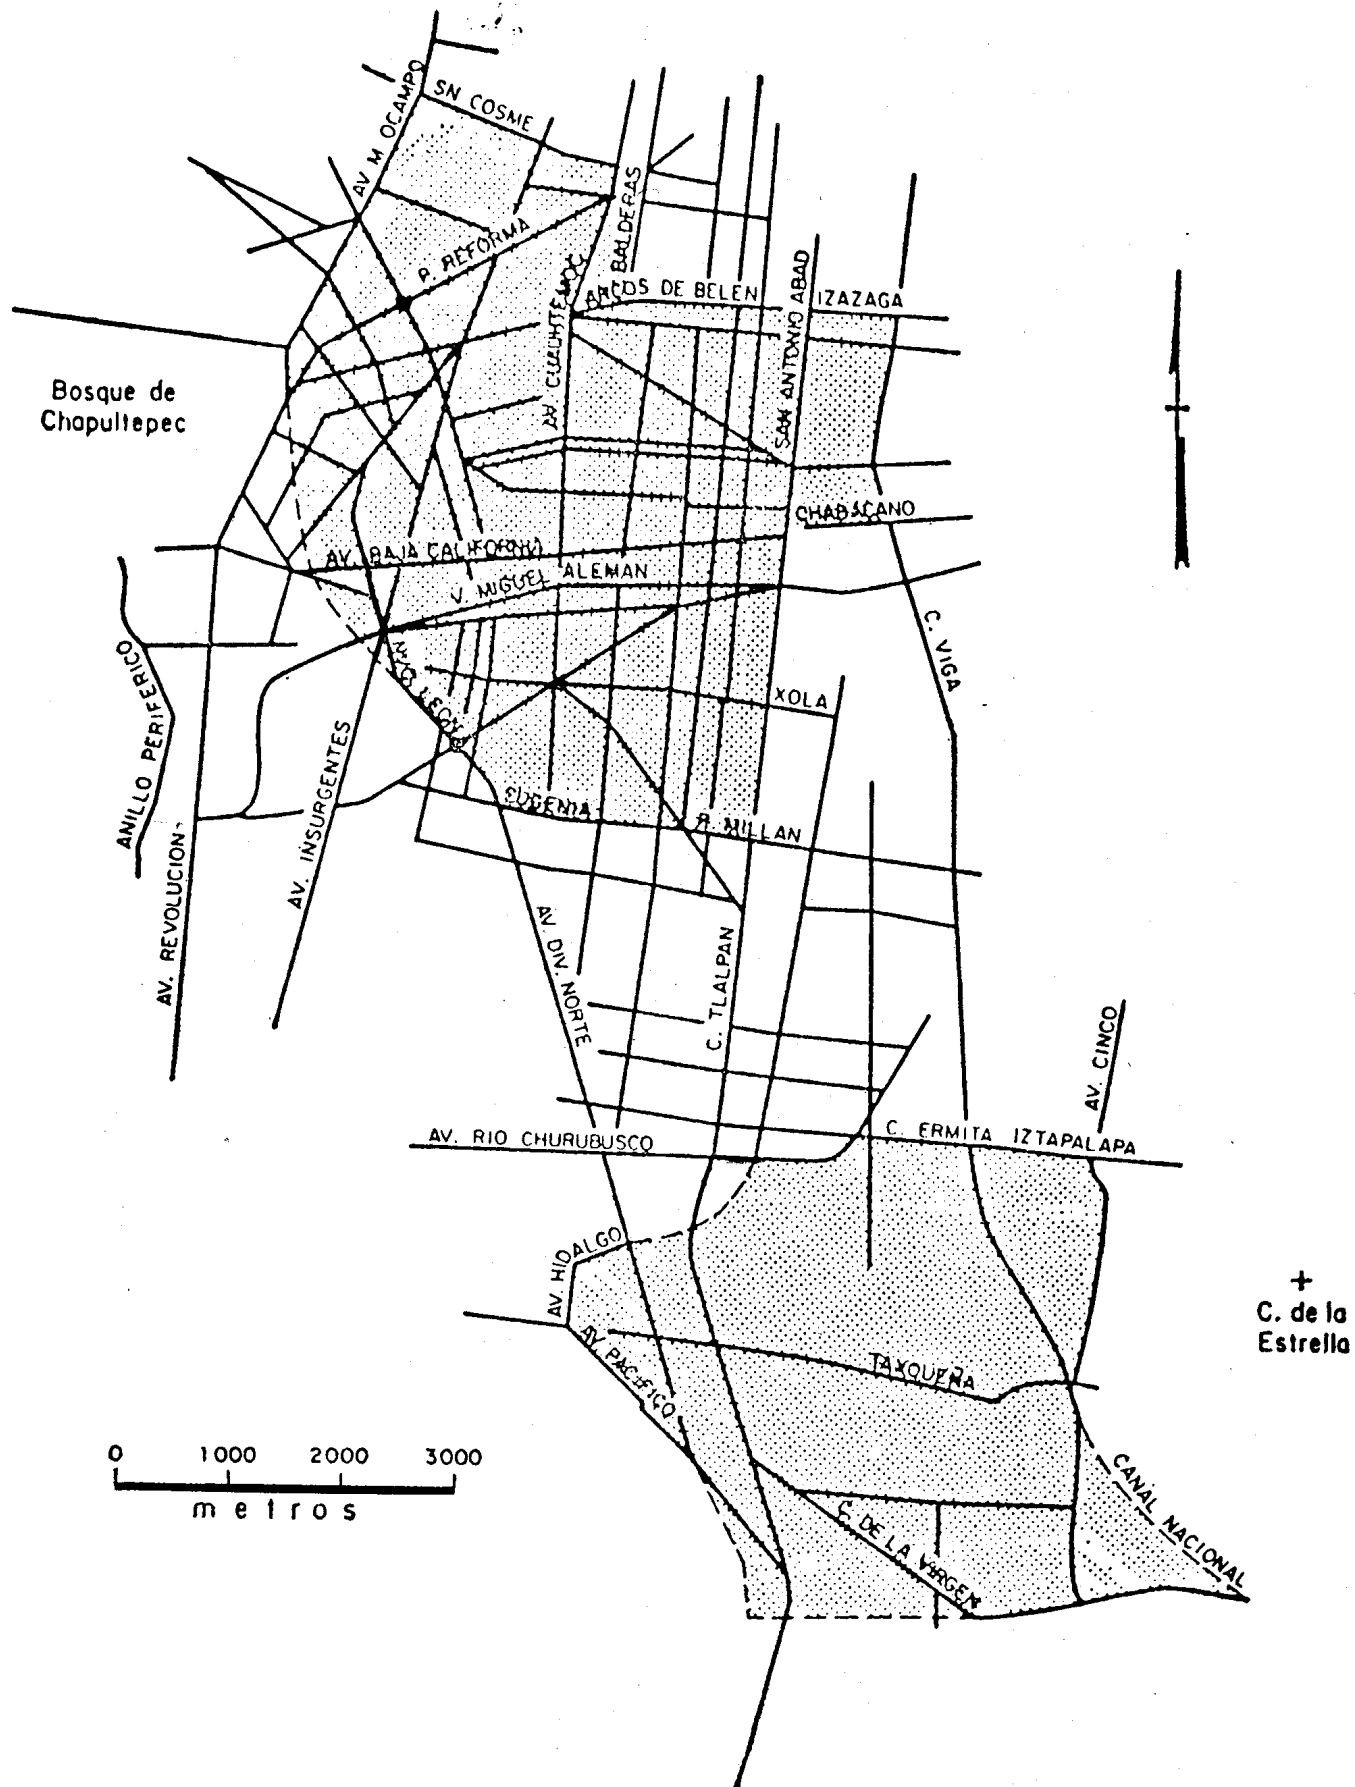 AV M OCAMPO
SN COSME
P. REFORMA
BALDERAS
AV CUAUHTEMOC
ARCOS DE BELEN
IZAZAGA
SAN ANTONIO ABAD
Bosque de
Chapultepec
CHABACANO
AV. BAJA CALIFORNIA
V. MIGUEL ALEMAN
C. VIGA
ANILLO PERIFERICO
XOLA
AV. INSURGENTES
EUGENIA
R. MILLAN
AV. REVOLUCION
AV. DIV. NORTE
C. TLALPAN
AV. CINCO
AV. RIO CHURUBUSCO
C. ERMITA IZTAPALAPA
AV HIDALGO
C. de la
Estrella
AV. PACIFICO
TAXQUEÑA
0 1000 2000 3000
metros
C. DE LA VIRGEN
CANAL NACIONAL